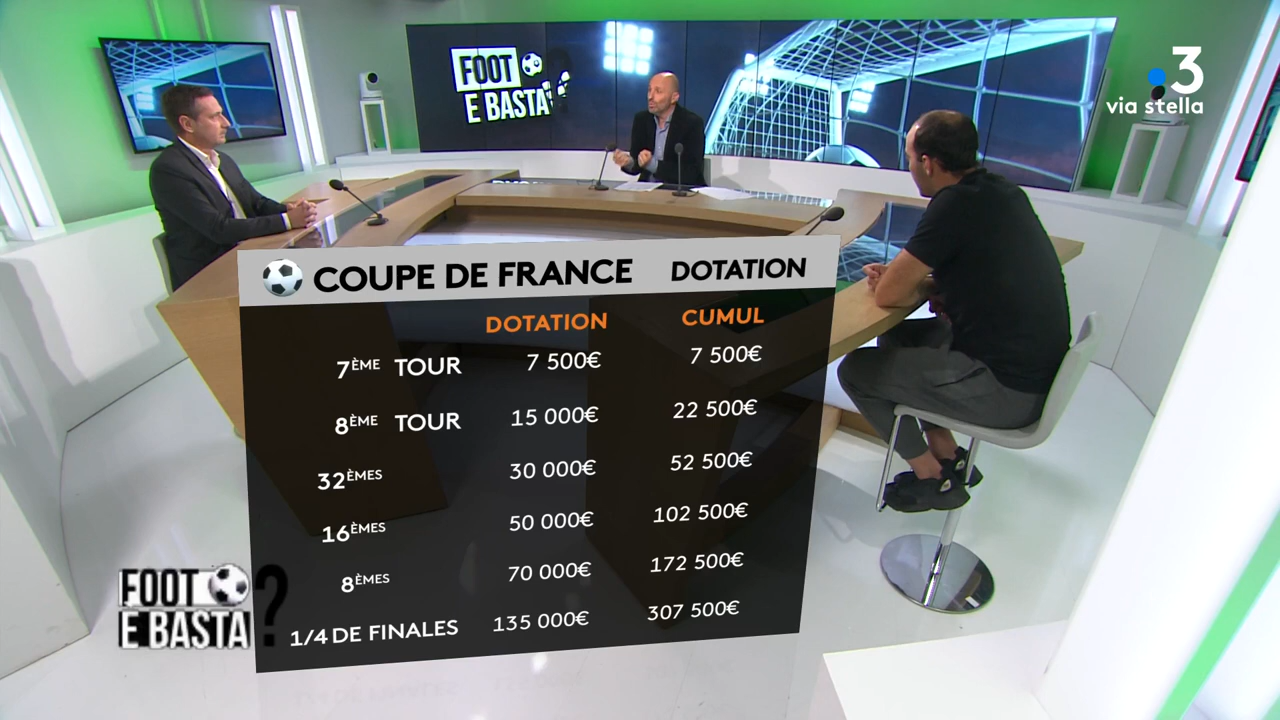 3
via stella
FOOT
E BASTA
COUPE DE FRANCE DOTATION
DOTATION CUMUL
7ÈME TOUR 7 500€ 7 500€
8ÈME TOUR 15 000€ 22 500€
32ÈMES 30 000€ 52 500€
16ÈMES 50 000€ 102 500€
8ÈMES 70 000€ 172 500€
1/4 DE FINALES 135 000€ 307 500€
FOOT
E BASTA ?